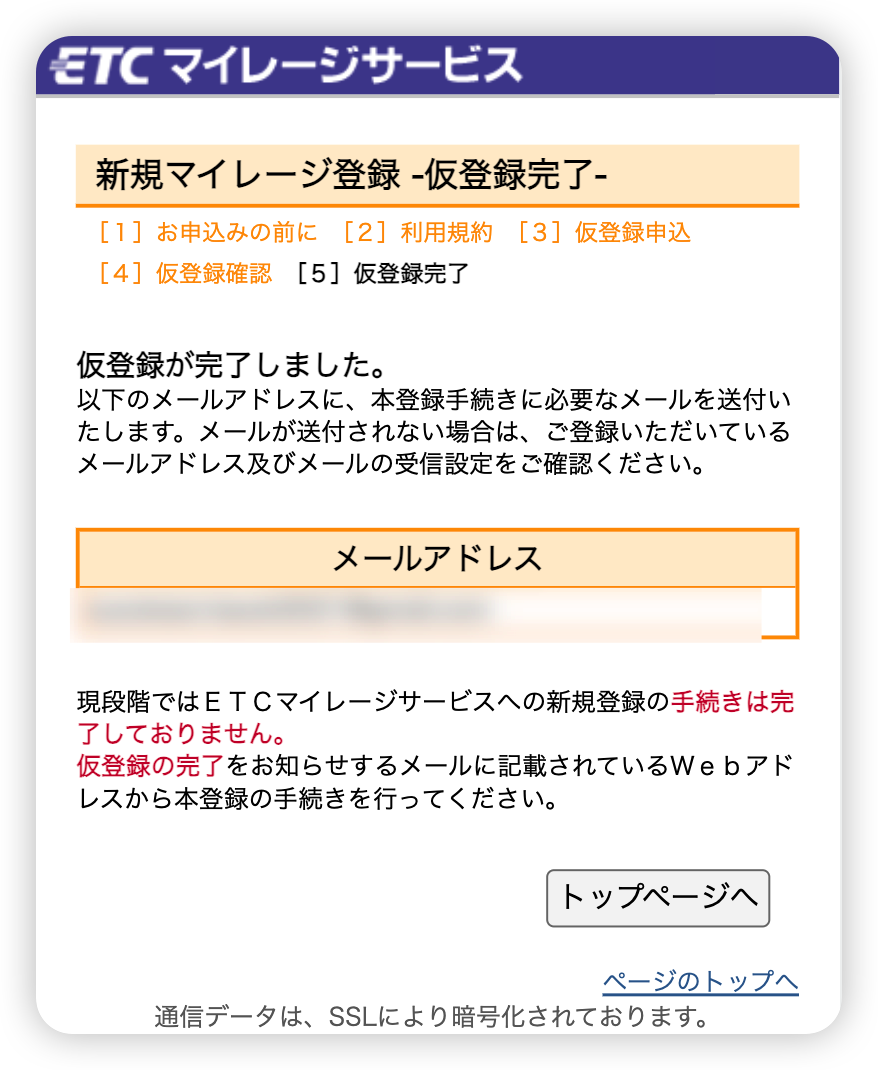 ETC マイレージサービス
新規マイレージ登録 -仮登録完了-
［1］お申込みの前に ［2］利用規約 ［3］仮登録申込
［4］仮登録確認 ［5］仮登録完了
仮登録が完了しました。
以下のメールアドレスに、本登録手続きに必要なメールを送付い
たします。メールが送付されない場合は、ご登録いただいている
メールアドレス及びメールの受信設定をご確認ください。
メールアドレス
現段階ではＥＴＣマイレージサービスへの新規登録の手続きは完
了しておりません。
仮登録の完了をお知らせするメールに記載されているＷｅｂアド
レスから本登録の手続きを行ってください。
トップページへ
ページのトップへ
通信データは、SSLにより暗号化されております。